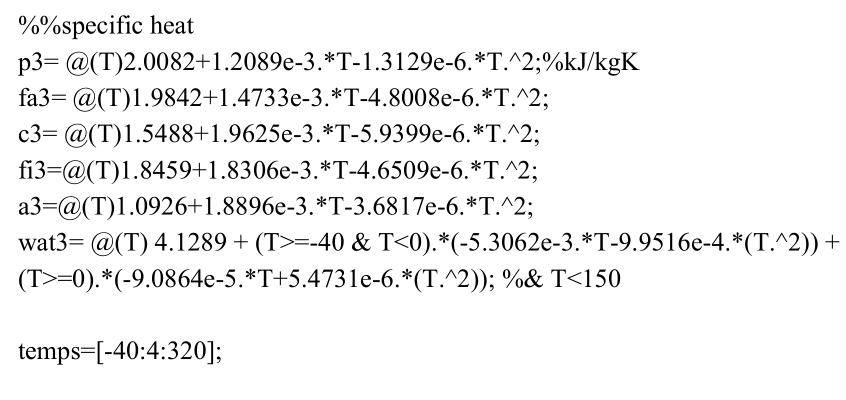 %%specific heat
p3= @(T)2.0082+1.2089e-3.*T-1.3129e-6.*T.^2;%kJ/kgK
fa3= @(T)1.9842+1.4733e-3.*T-4.8008e-6.*T.^2;
c3= @(T)1.5488+1.9625e-3.*T-5.9399e-6.*T.^2;
fi3=@(T)1.8459+1.8306e-3.*T-4.6509e-6.*T.^2;
a3=@(T)1.0926+1.8896e-3.*T-3.6817e-6.*T.^2;
wat3= @(T) 4.1289 + (T>=-40 & T<0).*(-5.3062e-3.*T-9.9516e-4.*(T.^2)) +
(T>=0).*(-9.0864e-5.*T+5.4731e-6.*(T.^2)); %& T<150
temps=[-40:4:320];